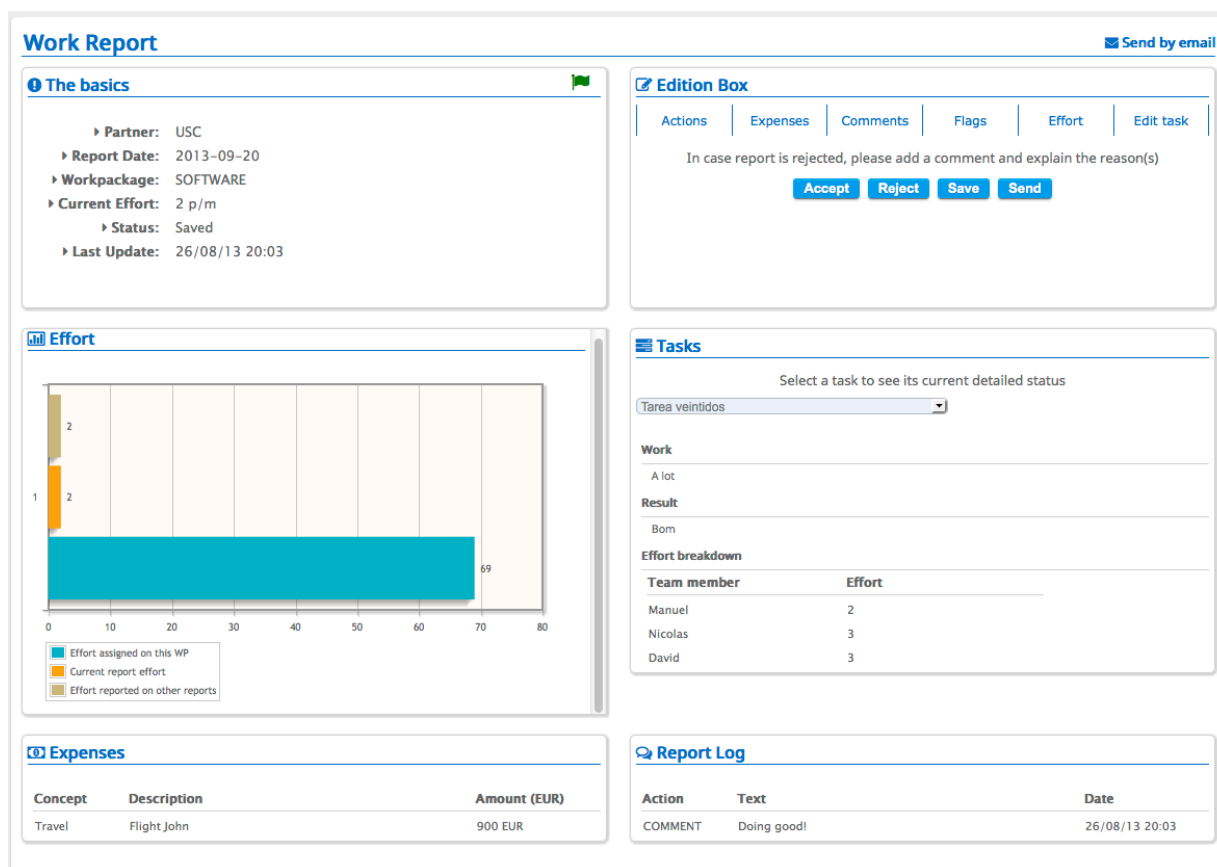 Work Report
Send by email
The basics
Partner: USC
Report Date: 2013-09-20
Workpackage: SOFTWARE
Current Effort: 2 p/m
Status: Saved
Last Update: 26/08/13 20:03
Edition Box
Actions Expenses Comments Flags Effort Edit task
In case report is rejected, please add a comment and explain the reason(s)
Accept Reject Save Send
Effort
2
1 2
69
0 10 20 30 40 50 60 70 80
Effort assigned on this WP
Current report effort
Effort reported on other reports
Tasks
Select a task to see its current detailed status
Tarea veintidos
Work
A lot
Result
Bom
Effort breakdown
Team member Effort
Manuel 2
Nicolas 3
David 3
Expenses
Concept Description Amount (EUR)
Travel Flight John 900 EUR
Report Log
Action Text Date
COMMENT Doing good! 26/08/13 20:03